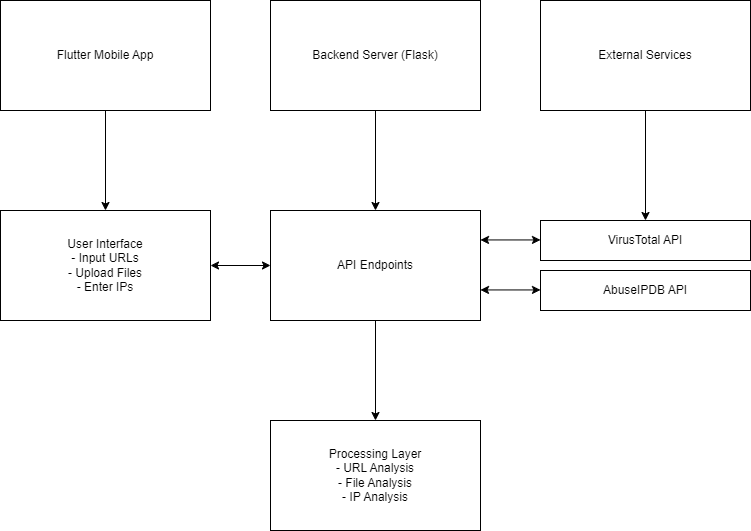 Flutter Mobile App
Backend Server (Flask)
External Services
User Interface
- Input URLs
- Upload Files
- Enter IPs
API Endpoints
VirusTotal API
AbuseIPDB API
Processing Layer
- URL Analysis
- File Analysis
- IP Analysis